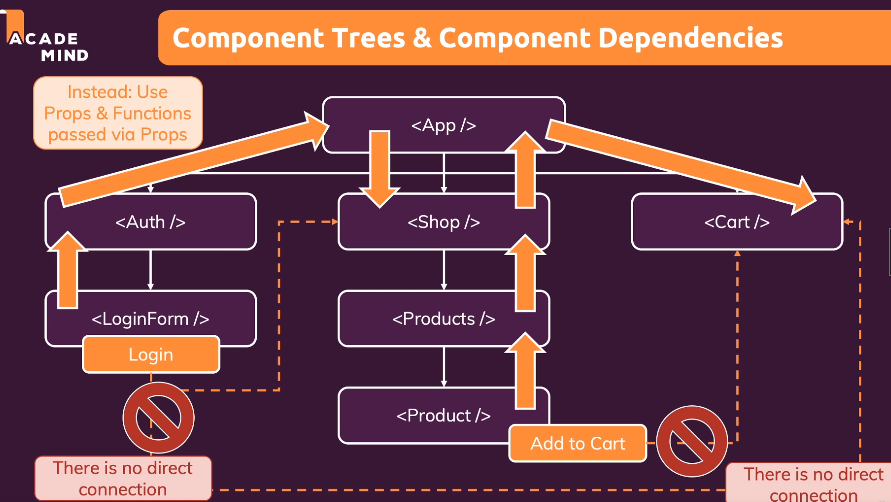 ACADE
MIND
Component Trees & Component Dependencies
Instead: Use
Props & Functions
passed via Props
<App />
<Auth />
<Shop />
<Cart />
<LoginForm />
<Products />
Login
<Product />
Add to Cart
There is no direct
connection
There is no direct
connection